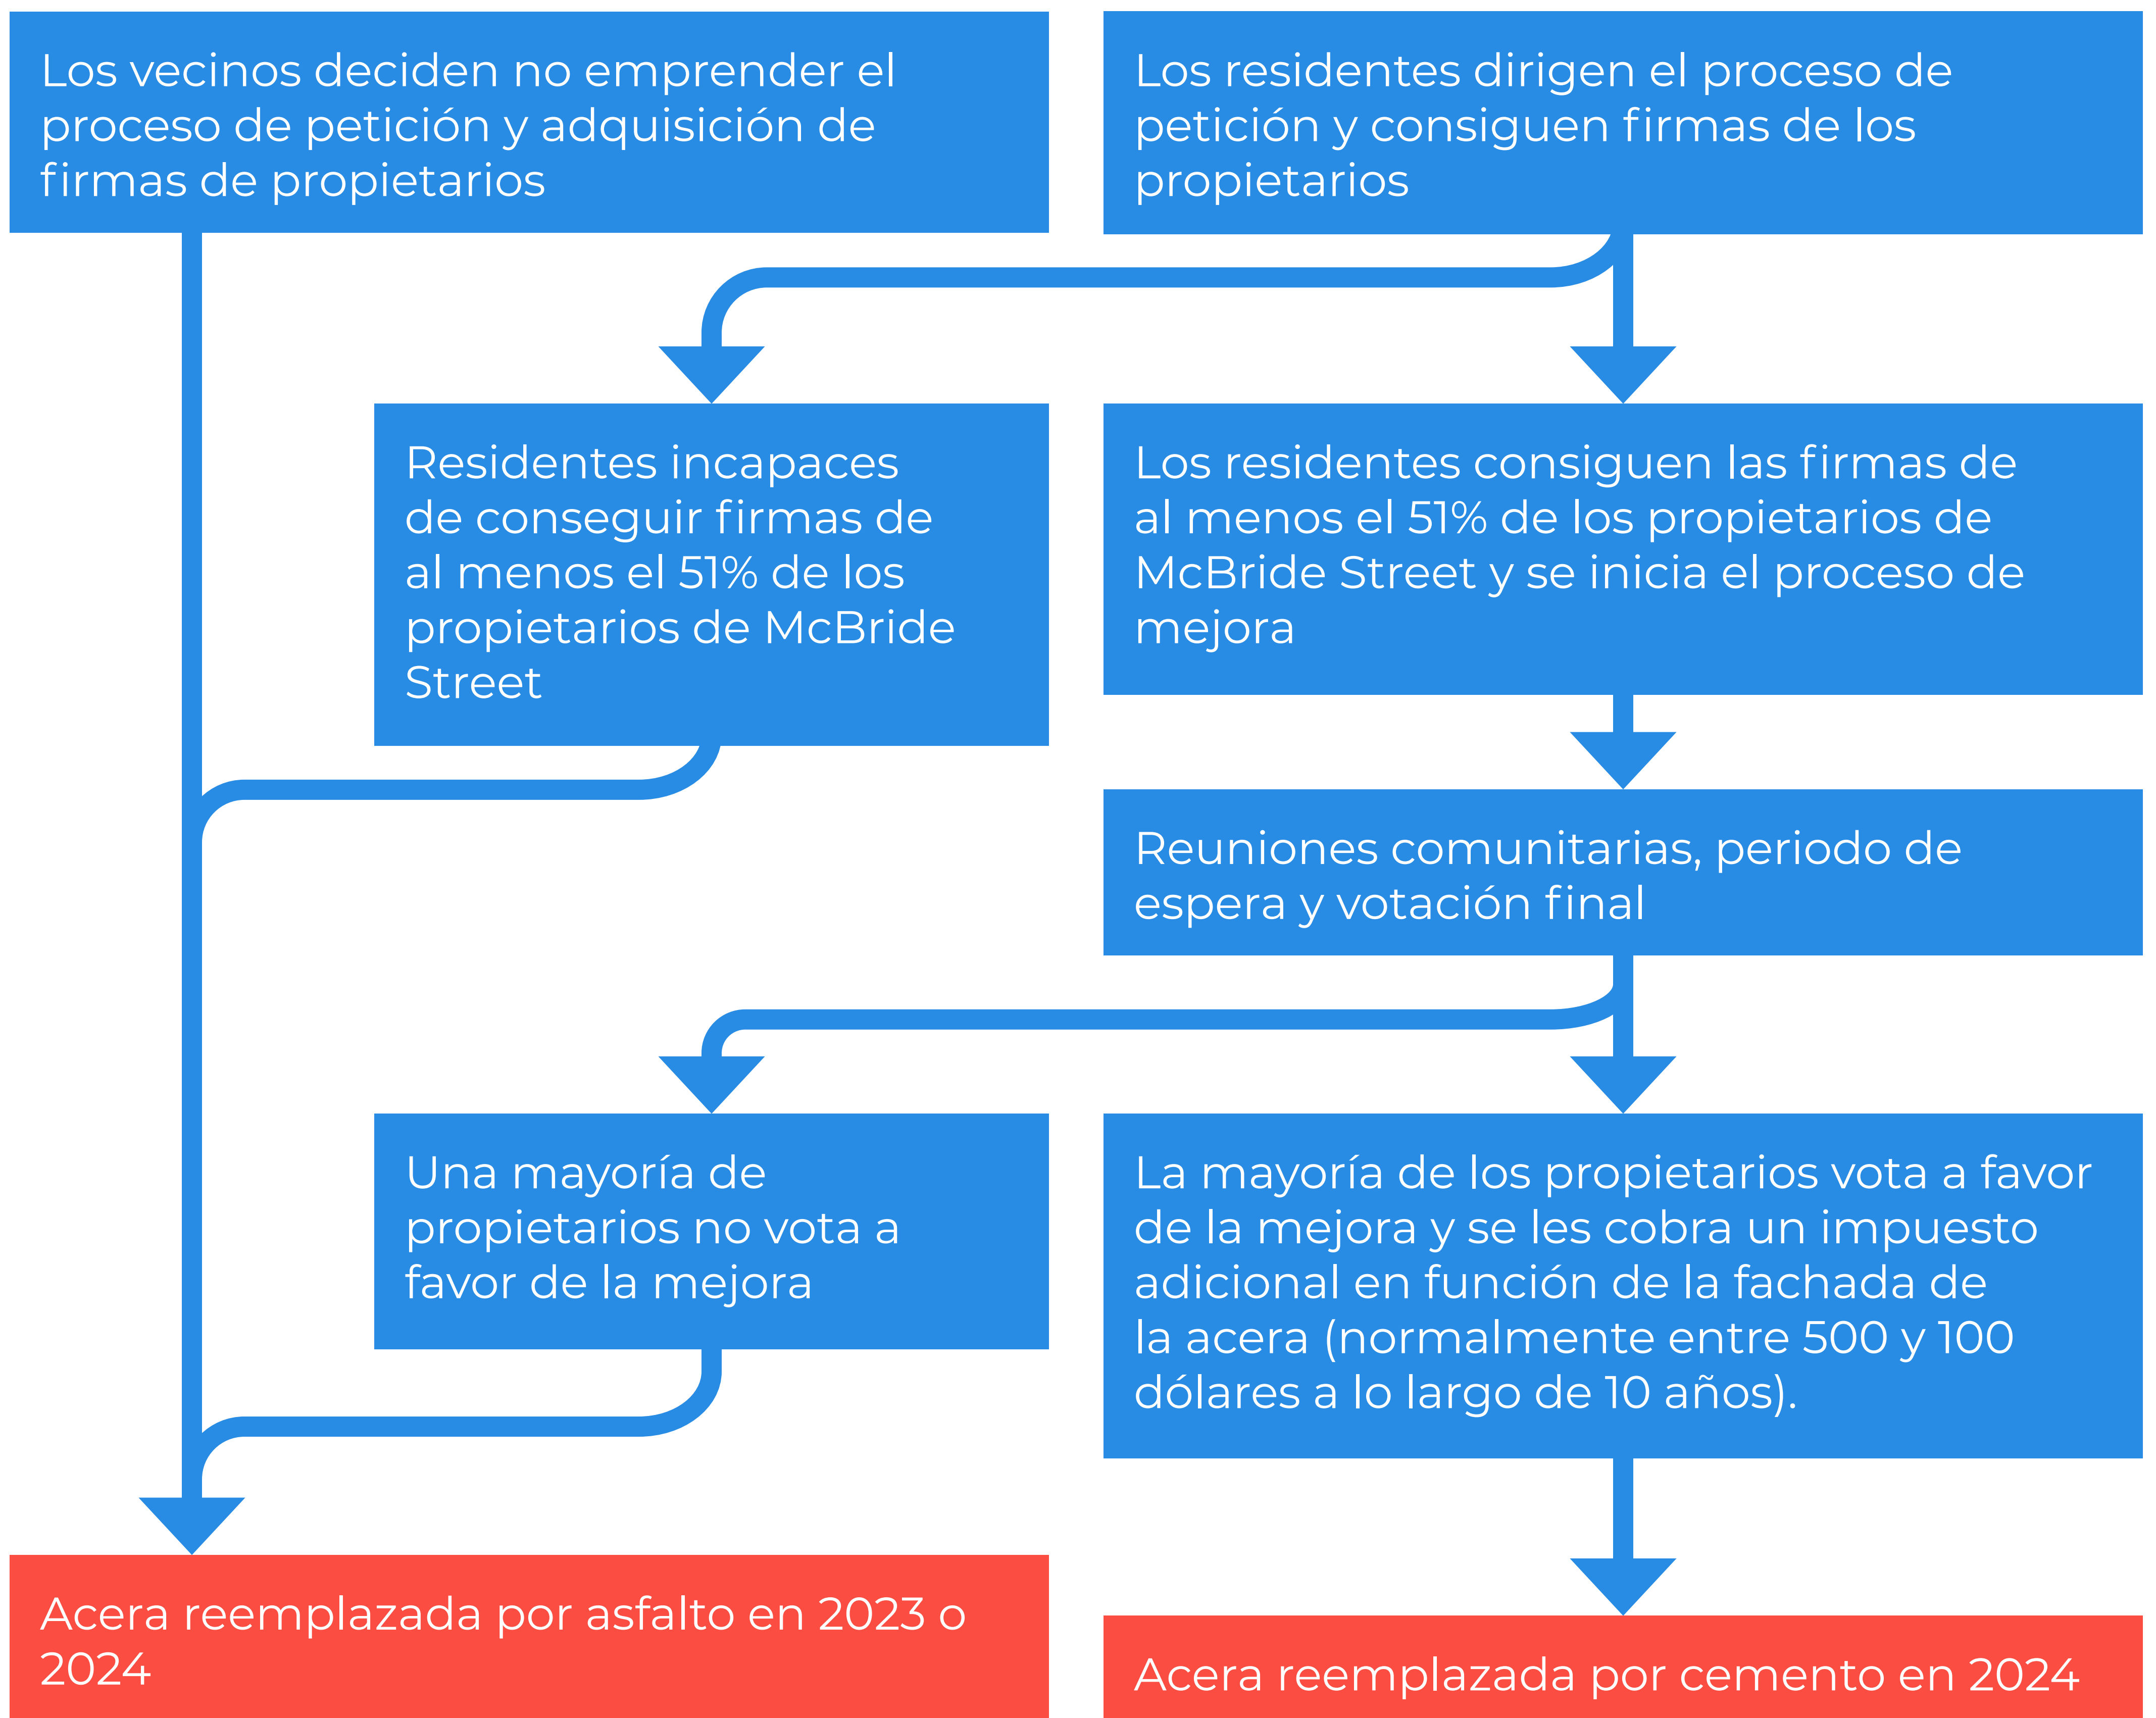 Los vecinos deciden no emprender el
proceso de petición y adquisición de
firmas de propietarios
Los residentes dirigen el proceso de
petición y consiguen firmas de los
propietarios
Residentes incapaces
de conseguir firmas de
al menos el 51% de los
propietarios de McBride
Street
Los residentes consiguen las firmas de
al menos el 51% de los propietarios de
McBride Street y se inicia el proceso de
mejora
Reuniones comunitarias, periodo de
espera y votación final
Una mayoría de
propietarios no vota a
favor de la mejora
La mayoría de los propietarios vota a favor
de la mejora y se les cobra un impuesto
adicional en función de la fachada de
la acera (normalmente entre 500 y 100
dólares a lo largo de 10 años).
Acera reemplazada por asfalto en 2023 o
2024
Acera reemplazada por cemento en 2024